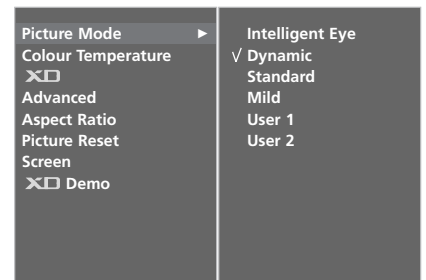 Picture Mode ►
Colour Temperature
XD
Advanced
Aspect Ratio
Picture Reset
Screen
XD Demo
Intelligent Eye
√ Dynamic
Standard
Mild
User 1
User 2